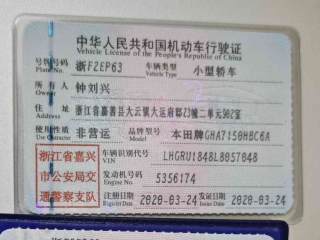 中华人民共和国机动车行驶证
Vehicle License of the People's Republic of China
号牌号码 浙F2EP63 车辆类型 小型轿车
Plate No. Vehicle Type
所有人 钟刘兴
Owner
住址 浙江省嘉善县大云镇大运府邸23幢二单元502室
Address
使用性质 非营运 品牌型号 本田牌GHA7150HBC6A
Use Character Model
浙江省嘉兴
市公安局交
通警察支队
车辆识别代号 LHGRU1848L8057048
VIN
发动机号码 5356174
Engine No.
注册日期 2020-03-24 发证日期 2020-03-24
Register Date Issue Date